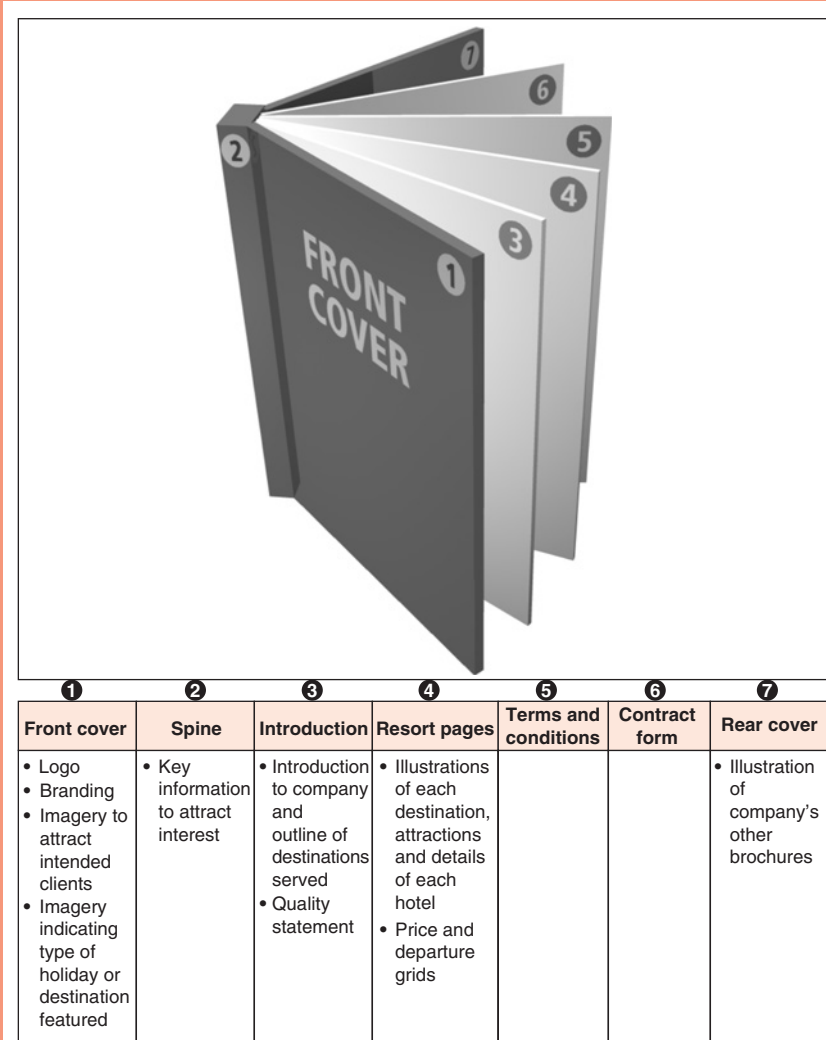 7
6
5
4
3
2
1
FRONT
COVER
1 2 3 4 5 6 7
Front cover
Spine
Introduction
Resort pages
Terms and
conditions
Contract
form
Rear cover
• Logo
• Branding
• Imagery to
attract
intended
clients
• Imagery
indicating
type of
holiday or
destination
featured
• Key
information
to attract
interest
• Introduction
to company
and
outline of
destinations
served
• Quality
statement
• Illustrations
of each
destination,
attractions
and details
of each
hotel
• Price and
departure
grids
• Illustration
of
company's
other
brochures